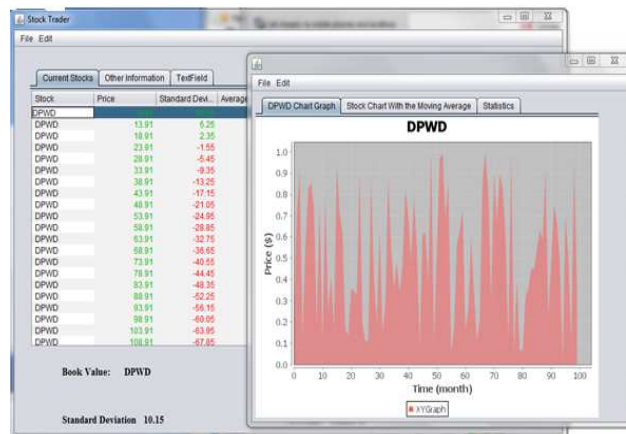 Stock Trader
File Edit
Current Stocks Other Information TextField
Stock Price Standard Devi... Average
DPWD
DPWD 13.91 6.25
DPWD 18.91 2.35
DPWD 23.91 -1.55
DPWD 28.91 -5.45
DPWD 33.91 -9.35
DPWD 38.91 -13.25
DPWD 43.91 -17.15
DPWD 48.91 -21.05
DPWD 53.91 -24.95
DPWD 58.91 -28.85
DPWD 63.91 -32.75
DPWD 68.91 -36.65
DPWD 73.91 -40.55
DPWD 78.91 -44.45
DPWD 83.91 -48.35
DPWD 88.91 -52.25
DPWD 93.91 -56.15
DPWD 98.91 -60.05
DPWD 103.91 -63.95
DPWD 108.91 -67.85
Book Value: DPWD
Standard Deviation 10.15
File Edit
DPWD Chart Graph Stock Chart With the Moving Average Statistics
DPWD
Price ($)
1.0
0.9
0.8
0.7
0.6
0.5
0.4
0.3
0.2
0.1
0.0
0 10 20 30 40 50 60 70 80 90 100
Time (month)
XYGraph